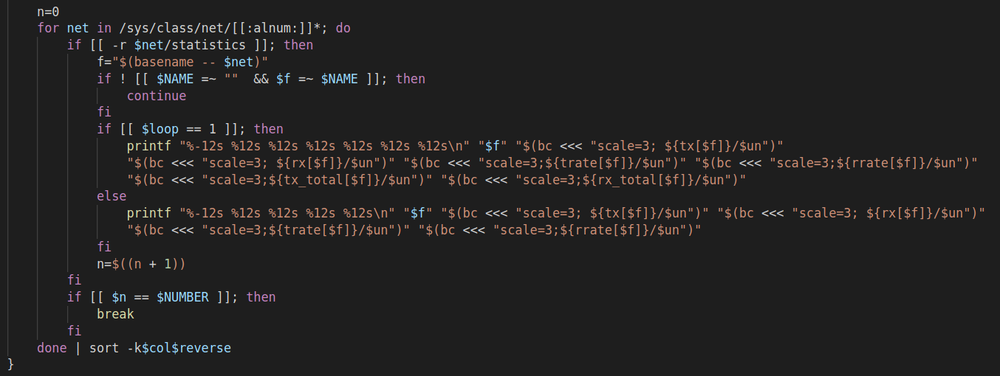 n=0
for net in /sys/class/net/[[:alnum:]]*; do
if [[ -r $net/statistics ]]; then
f="$(basename -- $net)"
if ! [[ $NAME =~ ""  && $f =~ $NAME ]]; then
continue
fi
if [[ $loop == 1 ]]; then
printf "%-12s %12s %12s %12s %12s %12s %12s\n" "$f" "$(bc <<< "scale=3; ${tx[$f]}/$un")"
"$(bc <<< "scale=3; ${rx[$f]}/$un")" "$(bc <<< "scale=3;${trate[$f]}/$un")" "$(bc <<< "scale=3;${rrate[$f]}/$un")"
"$(bc <<< "scale=3;${tx_total[$f]}/$un")" "$(bc <<< "scale=3;${rx_total[$f]}/$un")"
else
printf "%-12s %12s %12s %12s %12s\n" "$f" "$(bc <<< "scale=3; ${tx[$f]}/$un")" "$(bc <<< "scale=3; ${rx[$f]}/$un")"
"$(bc <<< "scale=3;${trate[$f]}/$un")" "$(bc <<< "scale=3;${rrate[$f]}/$un")"
fi
n=$((n + 1))
fi
if [[ $n == $NUMBER ]]; then
break
fi
done | sort -k$col$reverse
}